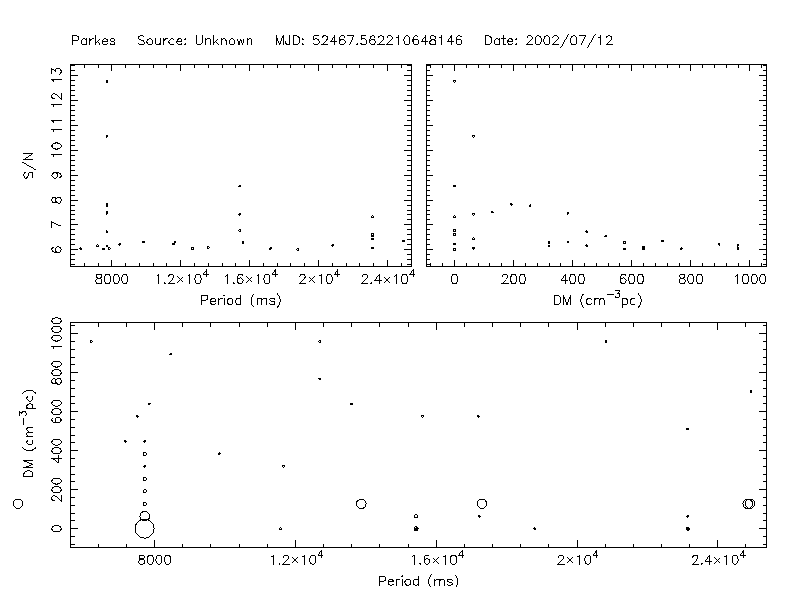 Parkes Source: Unknown MJD: 52467.562210648146 Date: 2002/07/12
13
12
11
10
9
8
7
6
S/N
8000 1.2×10⁴ 1.6×10⁴ 2×10⁴ 2.4×10⁴
Period (ms)
0 200 400 600 800 1000
DM (cm⁻³pc)
1000
800
600
400
200
0
DM (cm⁻³pc)
8000 1.2×10⁴ 1.6×10⁴ 2×10⁴ 2.4×10⁴
Period (ms)